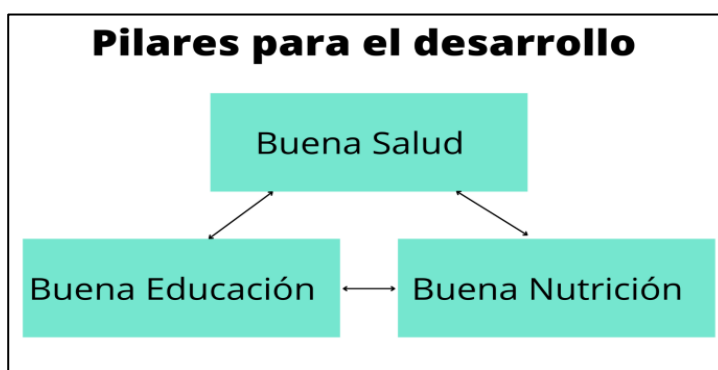 Pilares para el desarrollo
Buena Salud
Buena Educación
Buena Nutrición